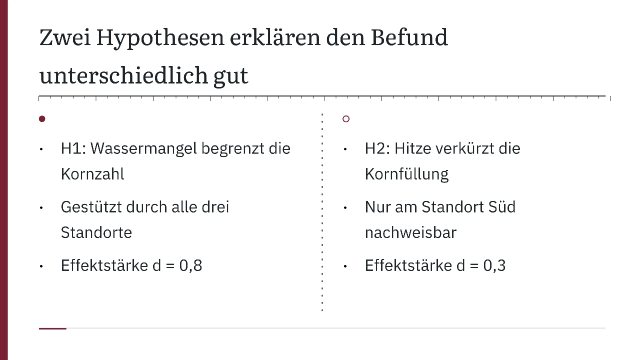 Zwei Hypothesen erklären den Befund
unterschiedlich gut
H1: Wassermangel begrenzt die
Kornzahl
Gestützt durch alle drei
Standorte
Effektstärke d = 0,8
H2: Hitze verkürzt die
Kornfüllung
Nur am Standort Süd
nachweisbar
Effektstärke d = 0,3